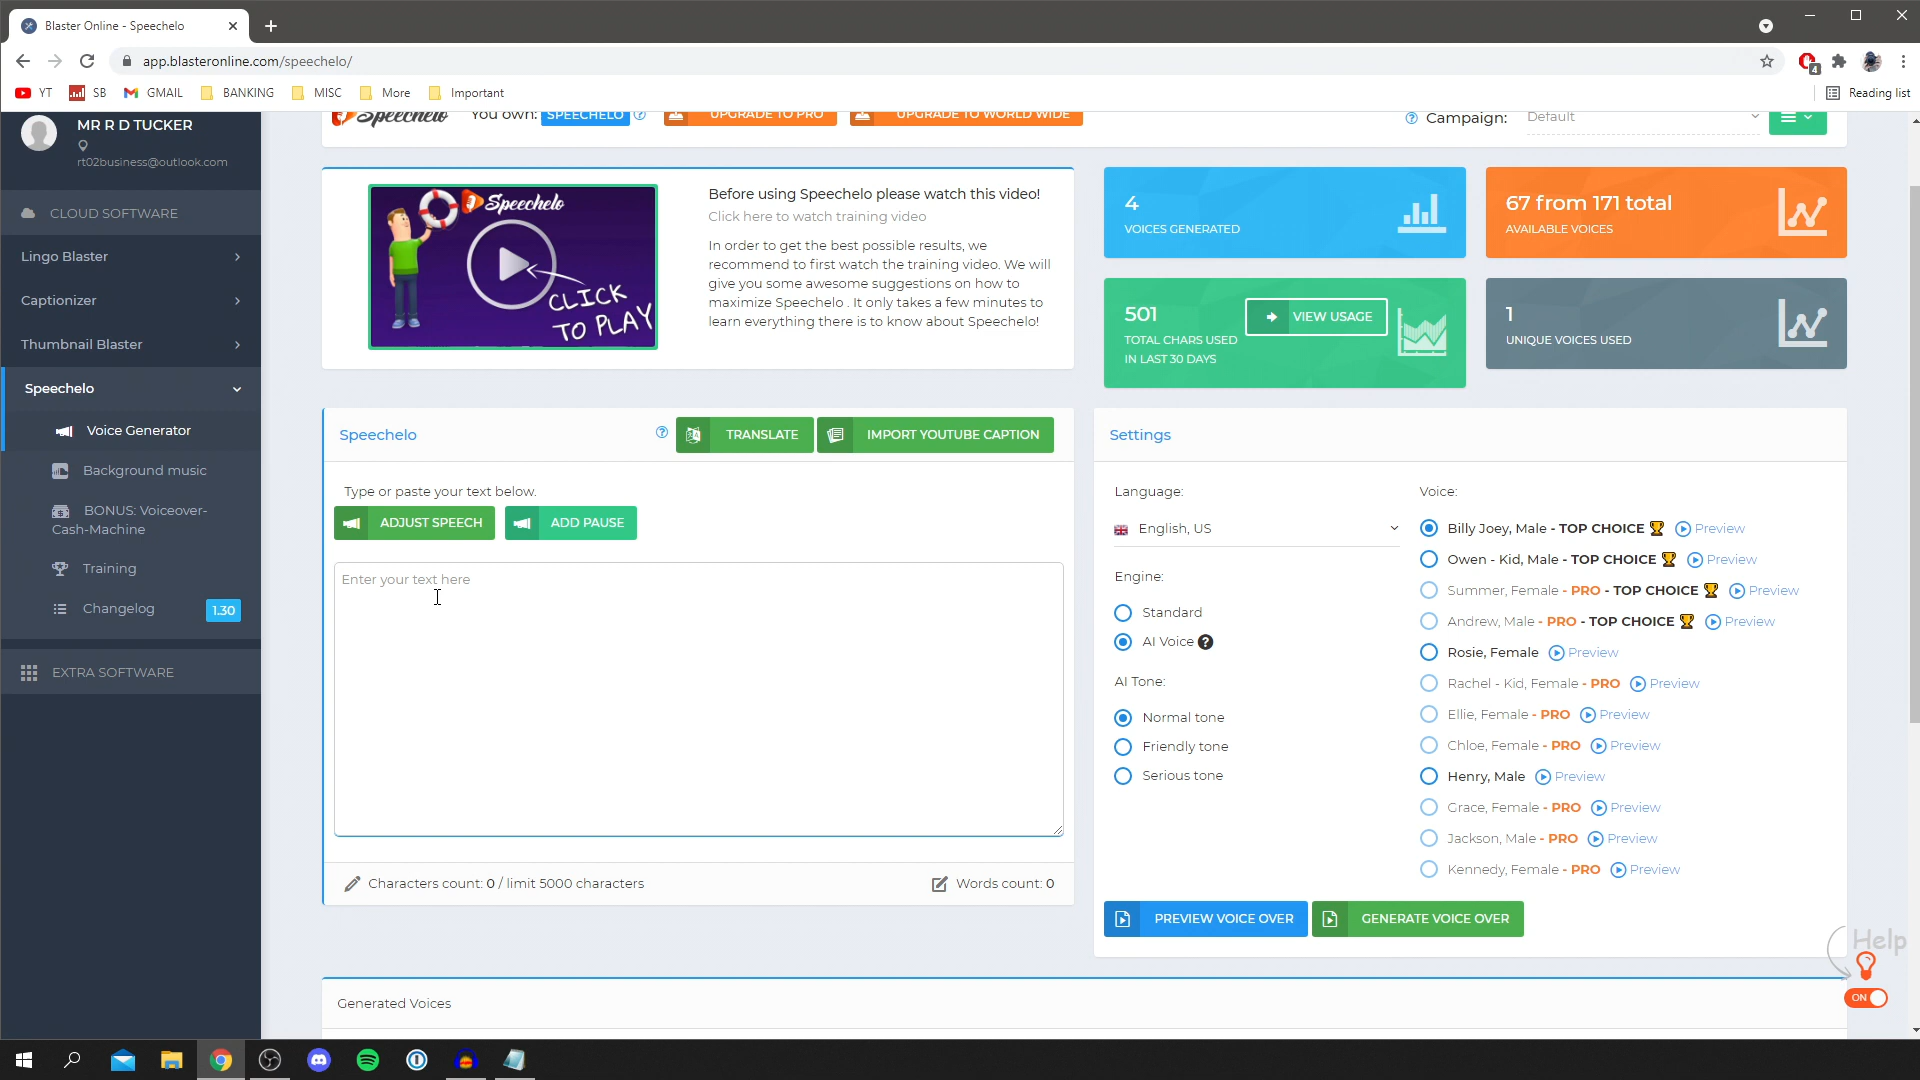 Blaster Online - Speechelo
app.blasteronline.com/speechelo/
4
YT
SB
GMAIL
BANKING
MISC
More
Important
Reading list
MR R D TUCKER
rt02business@outlook.com
CLOUD SOFTWARE
Lingo Blaster
Captionizer
Thumbnail Blaster
Speechelo
Voice Generator
Background music
BONUS: Voiceover-
Cash-Machine
Training
Changelog
1.30
EXTRA SOFTWARE
Speechelo
You own: SPEECHELO
UPGRADE TO PRO
UPGRADE TO WORLD WIDE
Campaign:
Default
Speechelo
CLICK
TO PLAY
Before using Speechelo please watch this video!
Click here to watch training video
In order to get the best possible results, we
recommend to first watch the training video. We will
give you some awesome suggestions on how to
maximize Speechelo . It only takes a few minutes to
learn everything there is to know about Speechelo!
4
VOICES GENERATED
67 from 171 total
AVAILABLE VOICES
501
TOTAL CHARS USED
IN LAST 30 DAYS
VIEW USAGE
1
UNIQUE VOICES USED
Speechelo
TRANSLATE
IMPORT YOUTUBE CAPTION
Type or paste your text below.
ADJUST SPEECH
ADD PAUSE
Enter your text here
Characters count: 0 / limit 5000 characters
Words count: 0
Settings
Language:
English, US
Engine:
Standard
AI Voice
AI Tone:
Normal tone
Friendly tone
Serious tone
Voice:
Billy Joey, Male - TOP CHOICE Preview
Owen - Kid, Male - TOP CHOICE Preview
Summer, Female - PRO - TOP CHOICE Preview
Andrew, Male - PRO - TOP CHOICE Preview
Rosie, Female Preview
Rachel - Kid, Female - PRO Preview
Ellie, Female - PRO Preview
Chloe, Female - PRO Preview
Henry, Male Preview
Grace, Female - PRO Preview
Jackson, Male - PRO Preview
Kennedy, Female - PRO Preview
PREVIEW VOICE OVER
GENERATE VOICE OVER
Help
ON
Generated Voices